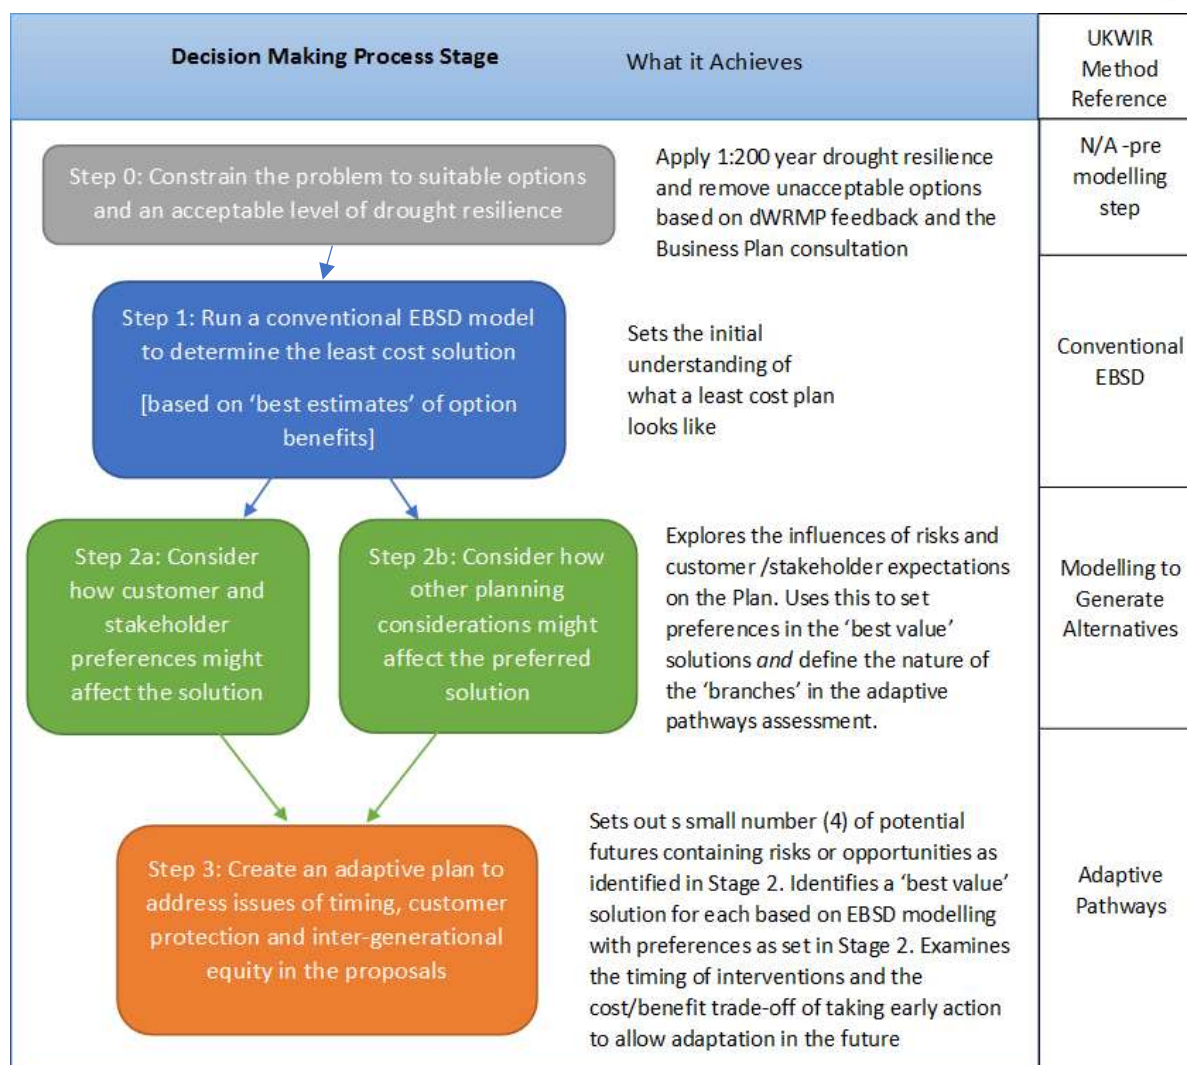 Decision Making Process Stage
What it Achieves
UKWIR
Method
Reference
Step 0: Constrain the problem to suitable options
and an acceptable level of drought resilience
Apply 1:200 year drought resilience
and remove unacceptable options
based on dWRMP feedback and the
Business Plan consultation
N/A -pre
modelling
step
Step 1: Run a conventional EBSD model
to determine the least cost solution
[based on ‘best estimates’ of option
benefits]
Sets the initial
understanding of
what a least cost plan
looks like
Conventional
EBSD
Step 2a: Consider
how customer and
stakeholder
preferences might
affect the solution
Step 2b: Consider how
other planning
considerations might
affect the preferred
solution
Explores the influences of risks and
customer /stakeholder expectations
on the Plan. Uses this to set
preferences in the ‘best value’
solutions and define the nature of
the ‘branches’ in the adaptive
pathways assessment.
Modelling to
Generate
Alternatives
Step 3: Create an adaptive plan to
address issues of timing, customer
protection and inter-generational
equity in the proposals
Sets out s small number (4) of potential
futures containing risks or opportunities as
identified in Stage 2. Identifies a ‘best value’
solution for each based on EBSD modelling
with preferences as set in Stage 2. Examines
the timing of interventions and the
cost/benefit trade-off of taking early action
to allow adaptation in the future
Adaptive
Pathways